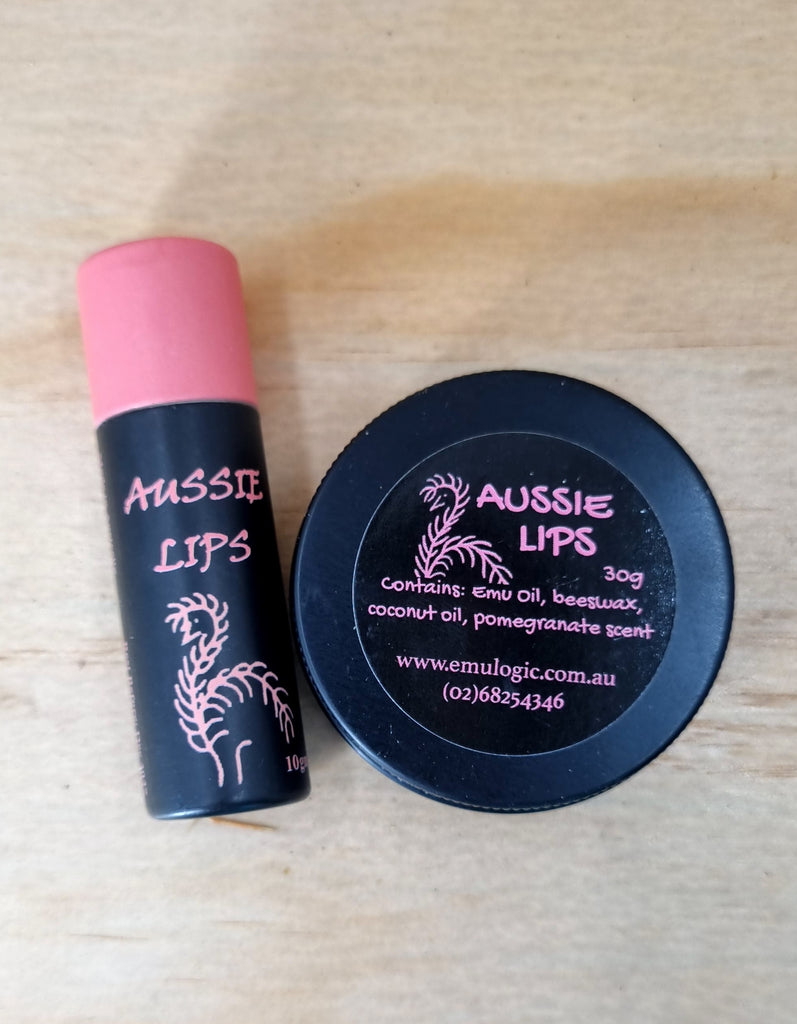 AUSSIE
LIPS
10g
AUSSIE
LIPS
30g
Contains: Emu Oil, beeswax,
coconut oil, pomegranate scent
www.emulogic.com.au
(02)68254346